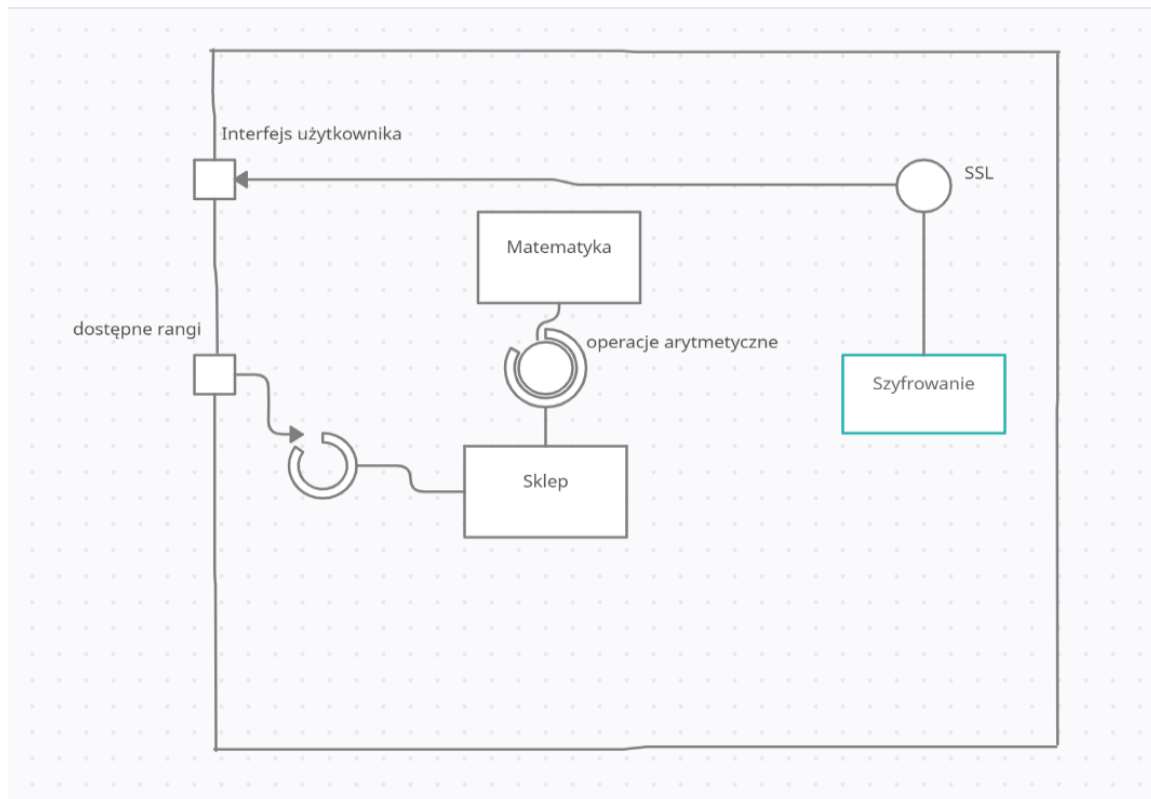 Interfejs użytkownika
SSL
Matematyka
dostępne rangi
operacje arytmetyczne
Szyfrowanie
Sklep